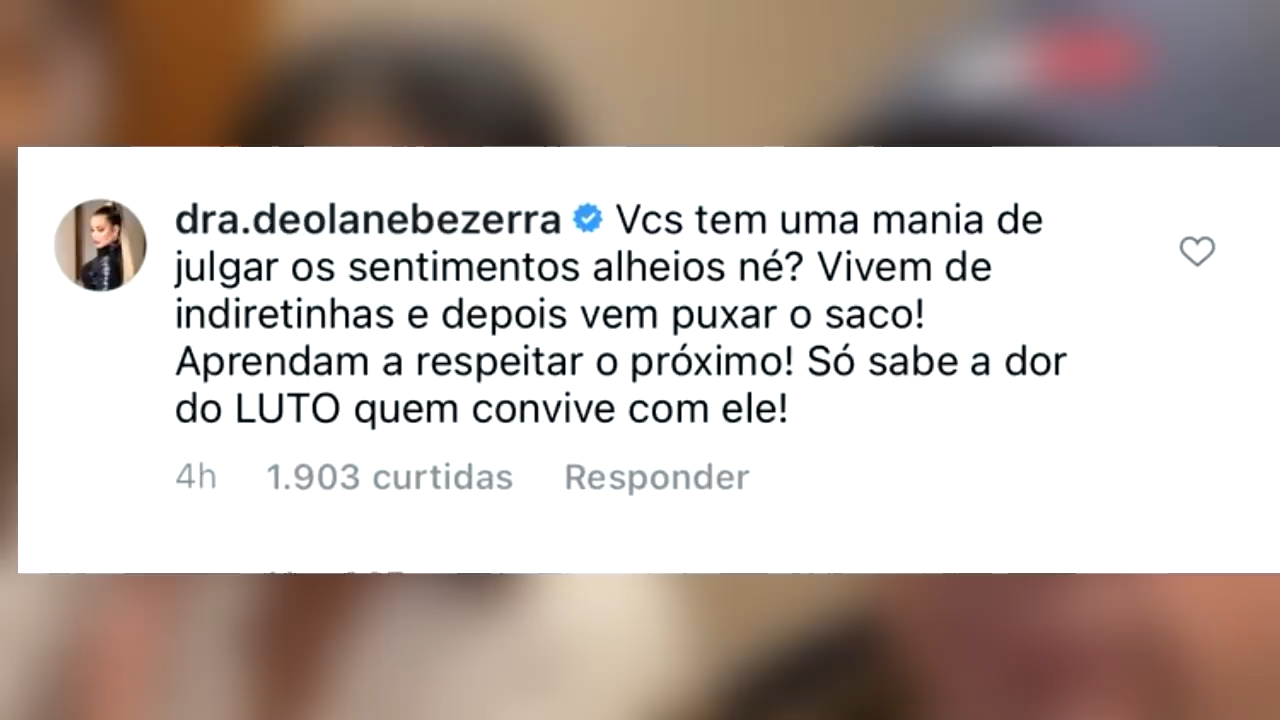 dra.deolanebezerra Vcs tem uma mania de
julgar os sentimentos alheios né? Vivem de
indiretinhas e depois vem puxar o saco!
Aprendam a respeitar o próximo! Só sabe a dor
do LUTO quem convive com ele!
4h 1.903 curtidas Responder